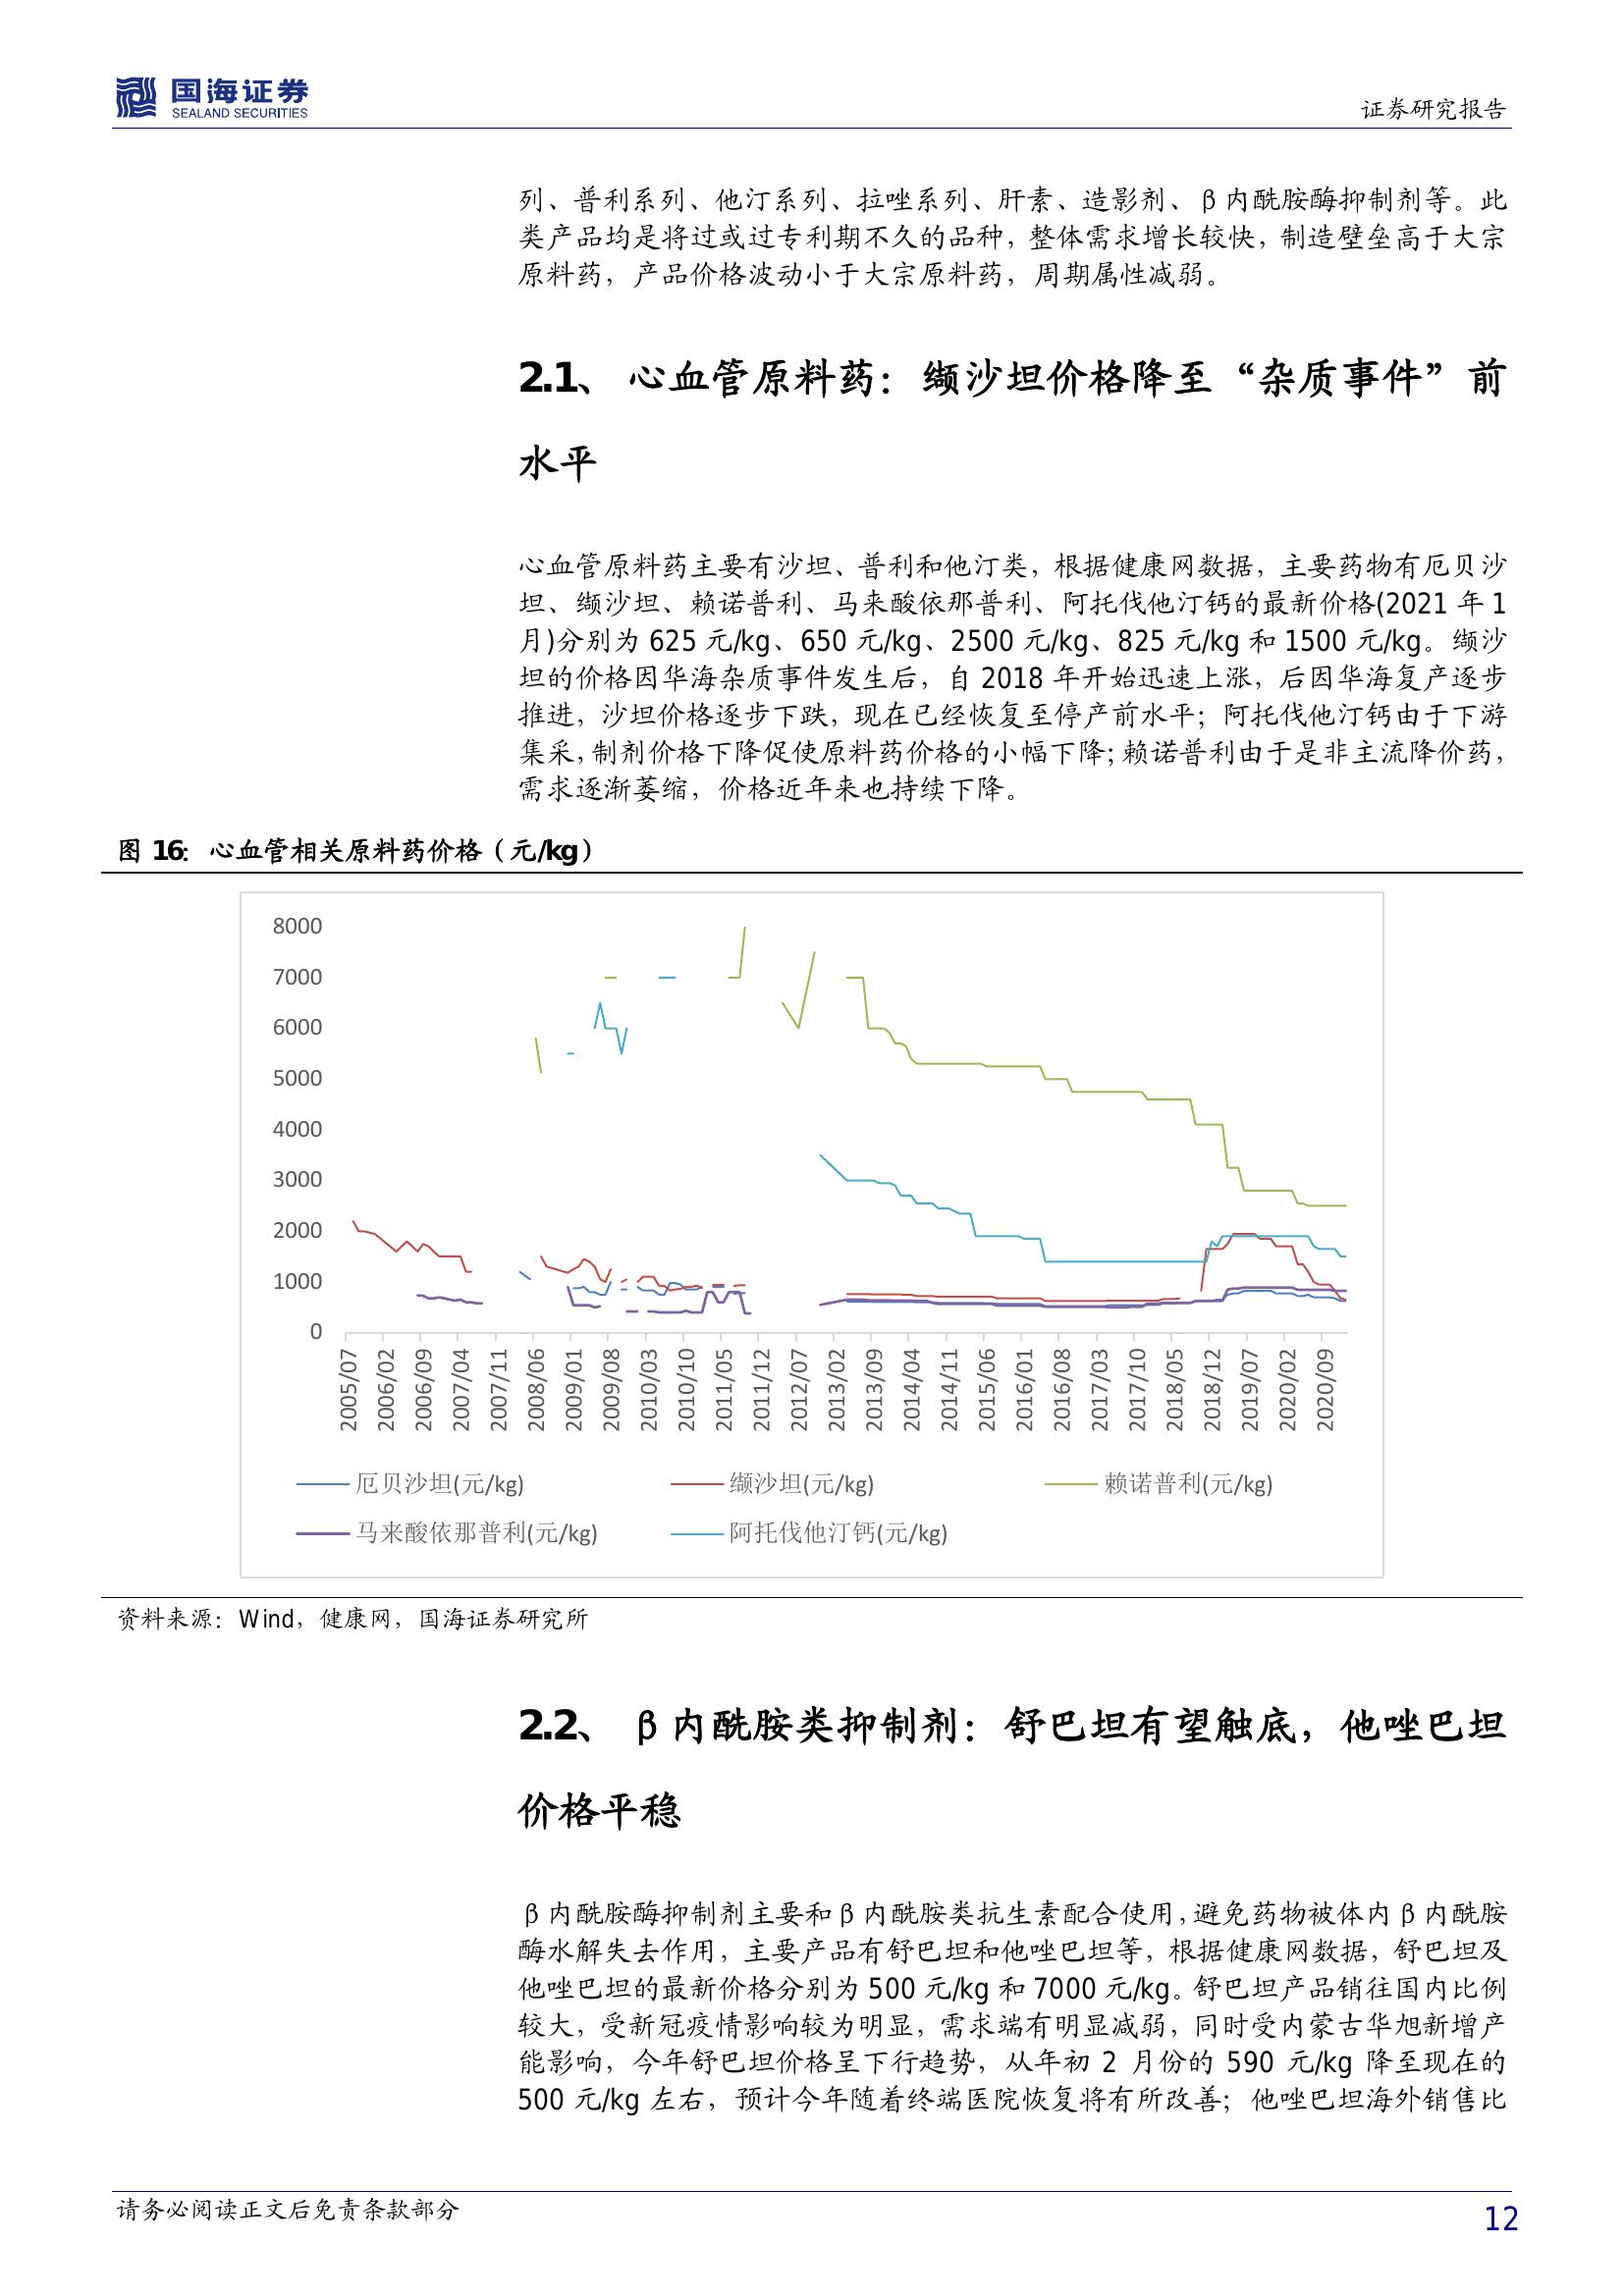 国海证券
SEALAND SECURITIES
证券研究报告
列、普利系列、他汀系列、拉唑系列、肝素、造影剂、β内酰胺酶抑制剂等。此
类产品均是将过或过专利期不久的品种，整体需求增长较快，制造壁垒高于大宗
原料药，产品价格波动小于大宗原料药，周期属性减弱。
2.1、 心血管原料药：缬沙坦价格降至“杂质事件”前
水平
心血管原料药主要有沙坦、普利和他汀类，根据健康网数据，主要药物有厄贝沙
坦、缬沙坦、赖诺普利、马来酸依那普利、阿托伐他汀钙的最新价格(2021 年 1
月)分别为 625 元/kg、650 元/kg、2500 元/kg、825 元/kg 和 1500 元/kg。缬沙
坦的价格因华海杂质事件发生后，自 2018 年开始迅速上涨，后因华海复产逐步
推进，沙坦价格逐步下跌，现在已经恢复至停产前水平；阿托伐他汀钙由于下游
集采，制剂价格下降促使原料药价格的小幅下降；赖诺普利由于是非主流降价药，
需求逐渐萎缩，价格近年来也持续下降。
图 16：心血管相关原料药价格（元/kg）
8000
7000
6000
5000
4000
3000
2000
1000
0
2005/07 2006/02 2006/09 2007/04 2007/11 2008/06 2009/01 2009/08 2010/03 2010/10 2011/05 2011/12 2012/07 2013/02 2013/09 2014/04 2014/11 2015/06 2016/01 2016/08 2017/03 2017/10 2018/05 2018/12 2019/07 2020/02 2020/09
厄贝沙坦(元/kg) 缬沙坦(元/kg) 赖诺普利(元/kg)
马来酸依那普利(元/kg) 阿托伐他汀钙(元/kg)
资料来源：Wind，健康网，国海证券研究所
2.2、 β内酰胺类抑制剂：舒巴坦有望触底，他唑巴坦
价格平稳
β内酰胺酶抑制剂主要和β内酰胺类抗生素配合使用，避免药物被体内β内酰胺
酶水解失去作用，主要产品有舒巴坦和他唑巴坦等，根据健康网数据，舒巴坦及
他唑巴坦的最新价格分别为 500 元/kg 和 7000 元/kg。舒巴坦产品销往国内比例
较大，受新冠疫情影响较为明显，需求端有明显减弱，同时受内蒙古华旭新增产
能影响，今年舒巴坦价格呈下行趋势，从年初 2 月份的 590 元/kg 降至现在的
500 元/kg 左右，预计今年随着终端医院恢复将有所改善；他唑巴坦海外销售比
请务必阅读正文后免责条款部分
12